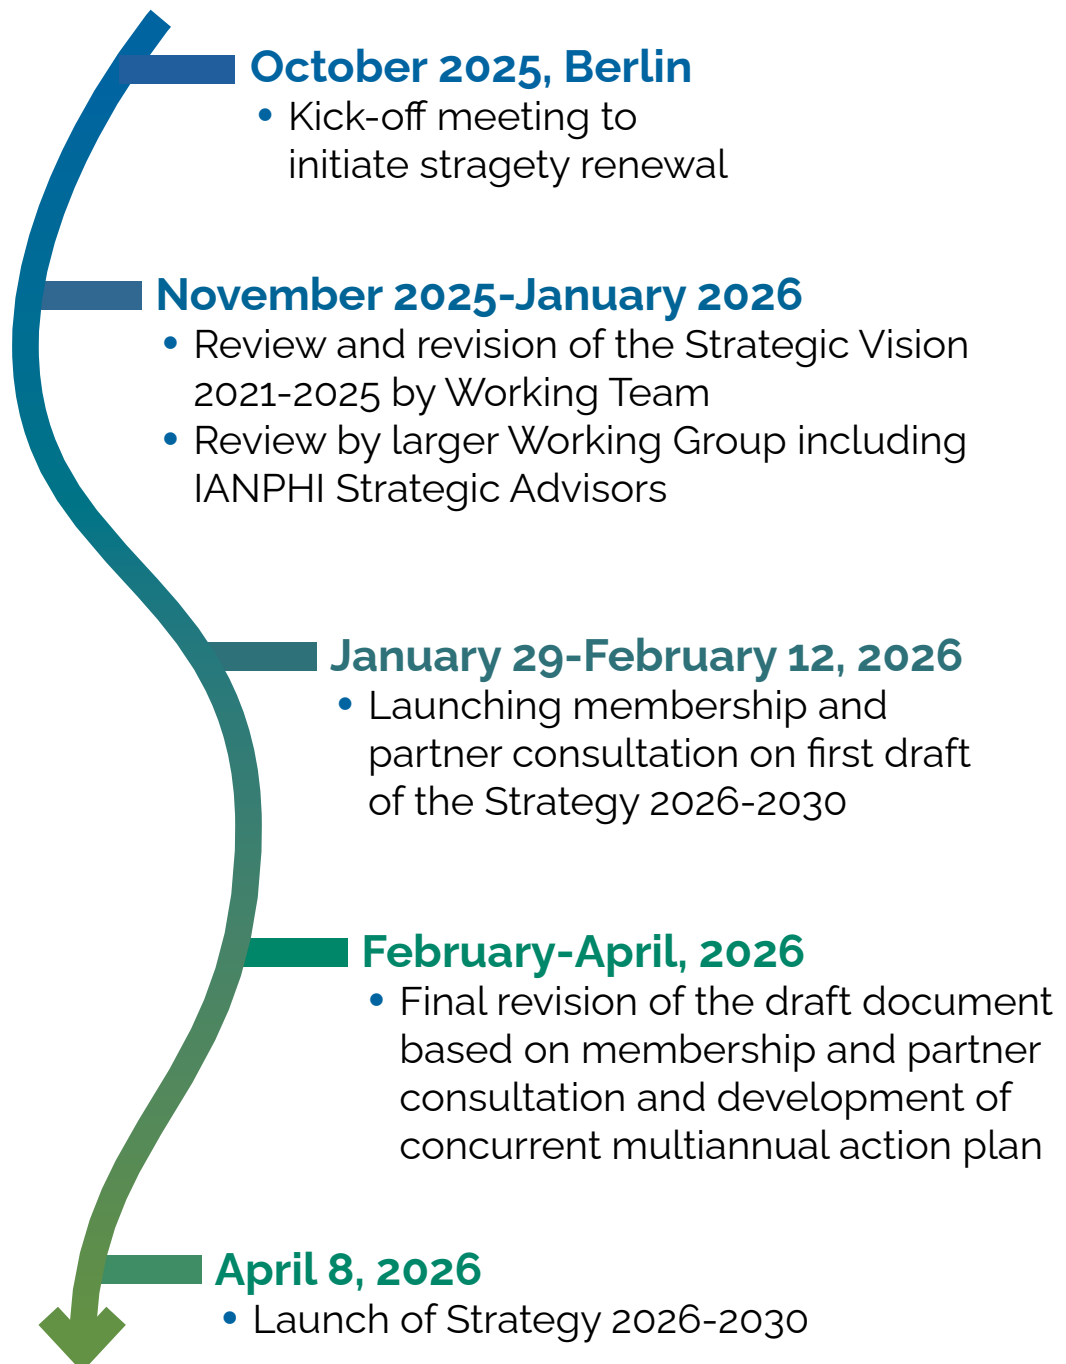 October 2025, Berlin
• Kick-off meeting to
initiate stragety renewal
November 2025-January 2026
• Review and revision of the Strategic Vision
2021-2025 by Working Team
• Review by larger Working Group including
IANPHI Strategic Advisors
January 29-February 12, 2026
• Launching membership and
partner consultation on first draft
of the Strategy 2026-2030
February-April, 2026
• Final revision of the draft document
based on membership and partner
consultation and development of
concurrent multiannual action plan
April 8, 2026
• Launch of Strategy 2026-2030